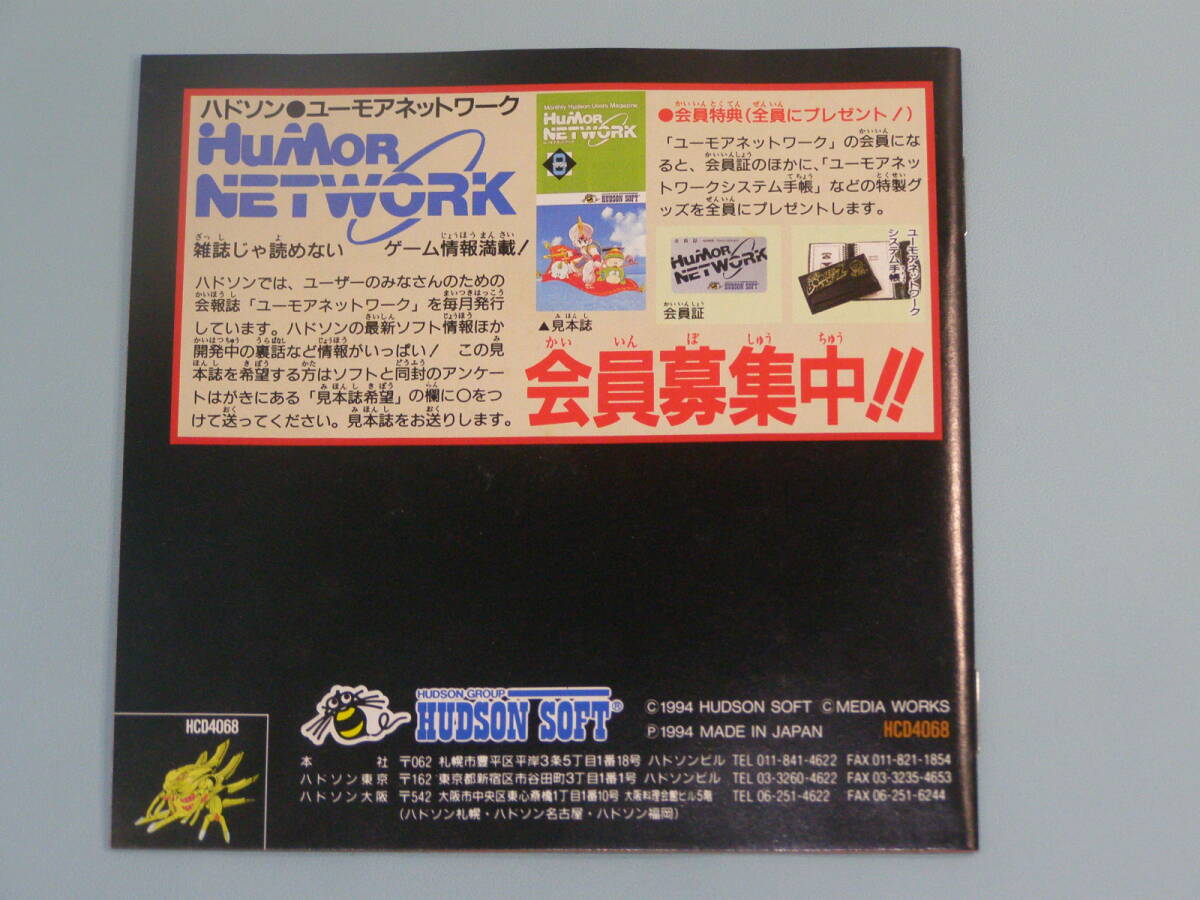 ハドソン●ユーモアネットワーク
HuMOR
NETWORK
雑誌じゃ読めない ゲーム情報満載!
ハドソンでは、ユーザーのみなさんのための
会報誌「ユーモアネットワーク」を毎月発行
しています。ハドソンの最新ソフト情報ほか
開発中の裏話など情報がいっぱい! この見
本誌を希望する方はソフトと同封のアンケー
トはがきにある「見本誌希望」の欄に〇をつ
けて送ってください。見本誌をお送りします。
Monthly Hudson Users Magazine
HuMOR
NETWORK
8
HUDSON SOFT
▲見本誌
●会員特典(全員にプレゼント!)
「ユーモアネットワーク」の会員にな
ると、会員証のほかに、「ユーモアネッ
トワークシステム手帳」などの特製グ
ッズを全員にプレゼントします。
HuMOR
NETWORK
HUDSON SOFT
会員証
ユーモアネットワーク
システム手帳
会員募集中!!
HCD4068
HUDSON GROUP
HUDSON SOFT®
©1994 HUDSON SOFT ©MEDIA WORKS
℗1994 MADE IN JAPAN HCD4068
本 社 〒062 札幌市豊平区平岸3条5丁目1番18号 ハドソンビル TEL 011-841-4622 FAX 011-821-1854
ハドソン東京 〒162 東京都新宿区市谷田町3丁目1番1号 ハドソンビル TEL 03-3260-4622 FAX 03-3235-4653
ハドソン大阪 〒542 大阪市中央区東心斎橋1丁目1番10号 大阪料理会館ビル5階 TEL 06-251-4622 FAX 06-251-6244
(ハドソン札幌・ハドソン名古屋・ハドソン福岡)